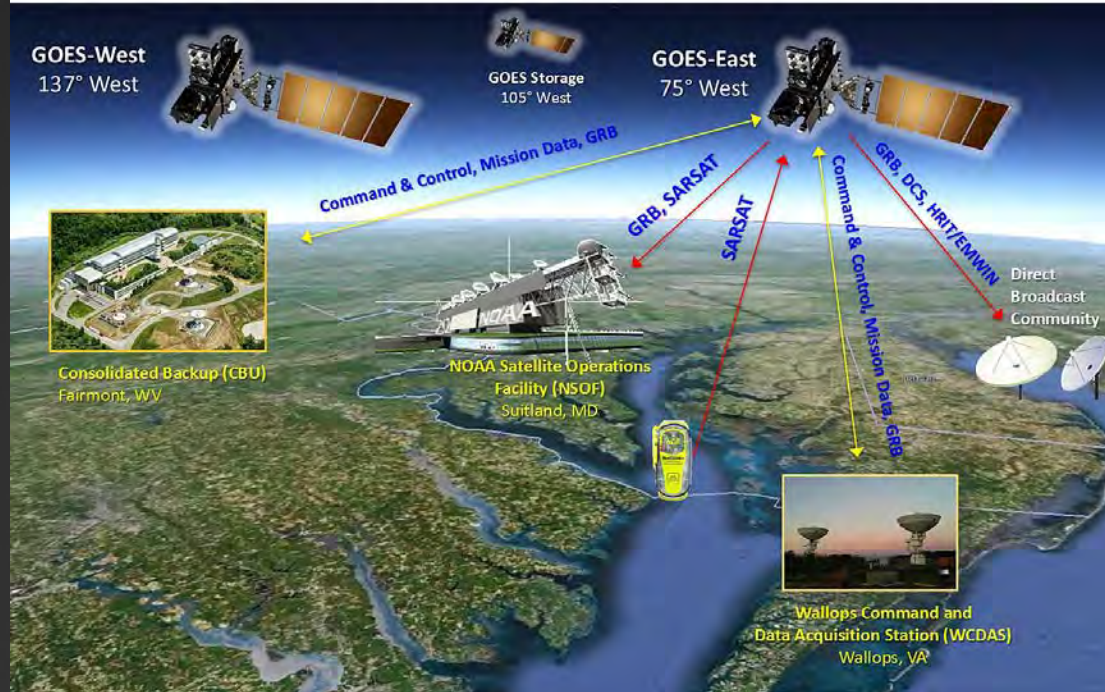 GOES-West
137° West
GOES Storage
105° West
GOES-East
75° West
Command & Control, Mission Data, GRB
GRB, SARSAT
SARSAT
Command & Control, Mission Data, GRB
GRB, DCS, HRIT/EMWIN
Direct
Broadcast
Community
NOAA
Consolidated Backup (CBU)
Fairmont, WV
NOAA Satellite Operations
Facility (NSOF)
Suitland, MD
Wallops Command and
Data Acquisition Station (WCDAS)
Wallops, VA